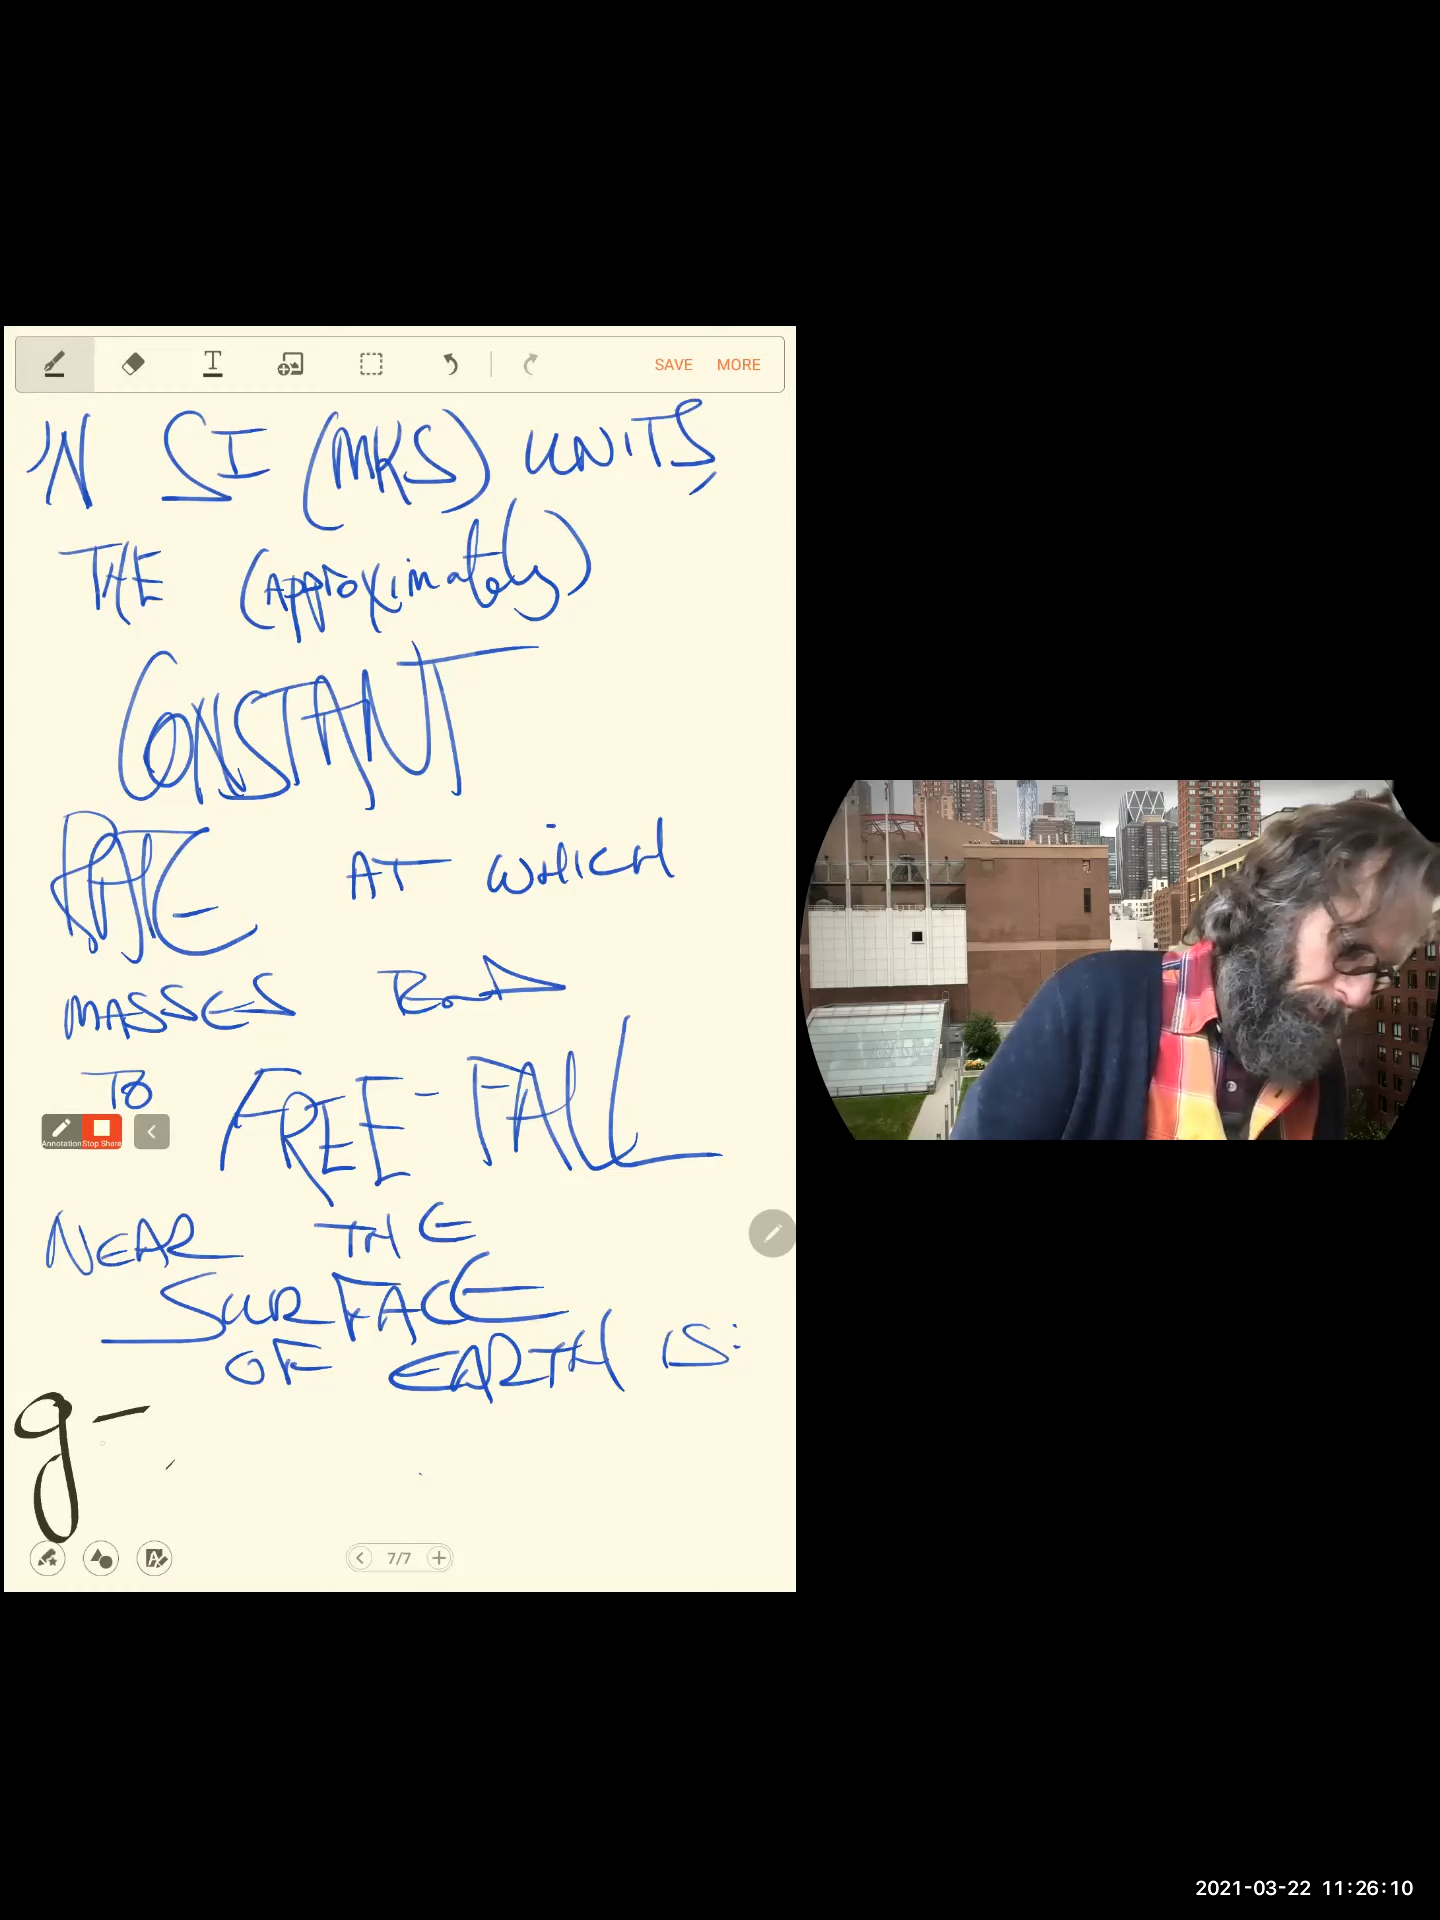 SAVE MORE
IN SI (MKS) UNITS,
THE (Approximately)
CONSTANT
RATE AT WHICH
MASSES
TO FREE-FALL
Annotation Stop Share
NEAR THE
SURFACE
OF EARTH IS:
g-
7/7
2021-03-22 11:26:10